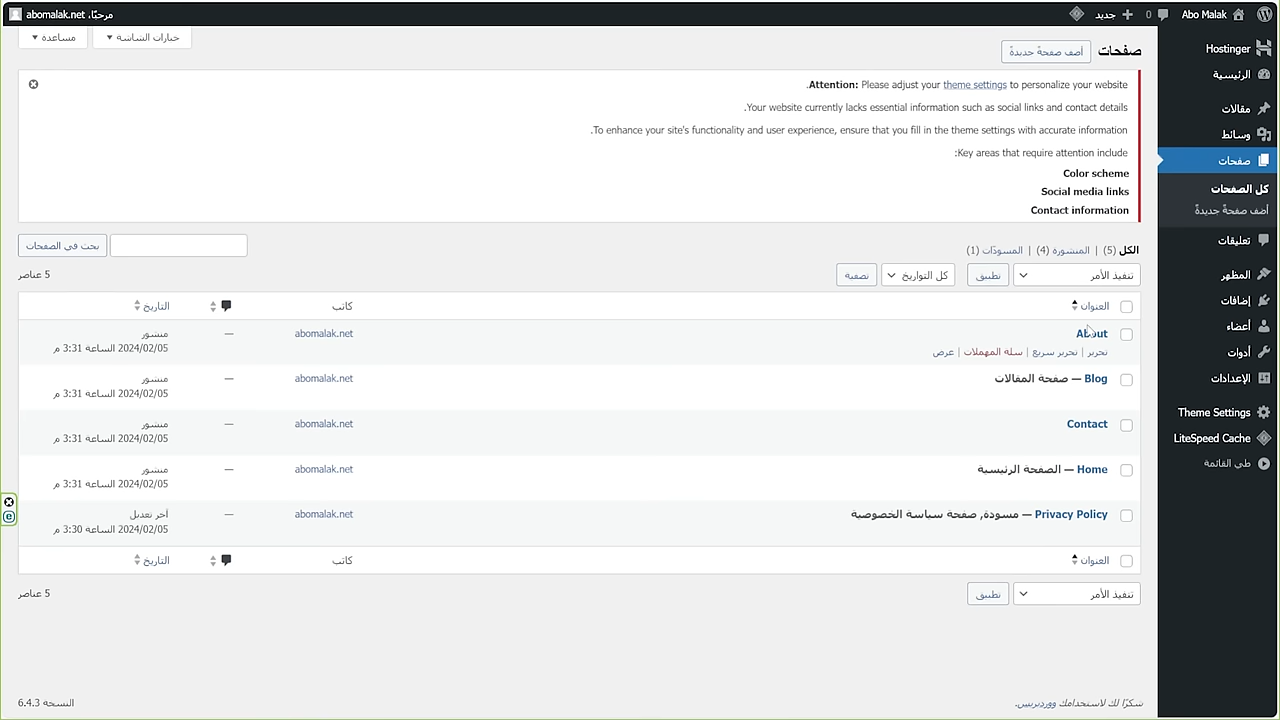 Abo Malak
0
جديد
مرحبًا، abomalak.net
Hostinger
الرئيسية
مقالات
وسائط
صفحات
كل الصفحات
أضف صفحةً جديدةً
تعليقات
المظهر
إضافات
أعضاء
أدوات
الإعدادات
Theme Settings
LiteSpeed Cache
طي القائمة
خيارات الشاشة
مساعدة
صفحات
أضف صفحةً جديدةً
Attention: Please adjust your theme settings to personalize your website.
Your website currently lacks essential information such as social links and contact details.
To enhance your site's functionality and user experience, ensure that you fill in the theme settings with accurate information.
Key areas that require attention include:
Color scheme
Social media links
Contact information
الكل (5) | المنشورة (4) | المسودّات (1)
بحث في الصفحات
تنفيذ الأمر
تطبيق
كل التواريخ
تصفية
5 عناصر
العنوان
كاتب
التاريخ
About
تحرير | تحرير سريع | سلة المهملات | عرض
abomalak.net
—
منشور
2024/02/05 الساعة 3:31 م
Blog — صفحة المقالات
abomalak.net
—
منشور
2024/02/05 الساعة 3:31 م
Contact
abomalak.net
—
منشور
2024/02/05 الساعة 3:31 م
Home — الصفحة الرئيسية
abomalak.net
—
منشور
2024/02/05 الساعة 3:31 م
Privacy Policy — مسودة, صفحة سياسة الخصوصية
abomalak.net
—
آخر تعديل
2024/02/05 الساعة 3:30 م
العنوان
كاتب
التاريخ
تنفيذ الأمر
تطبيق
5 عناصر
شكرًا لك لاستخدامك ووردبريس.
النسخة 6.4.3